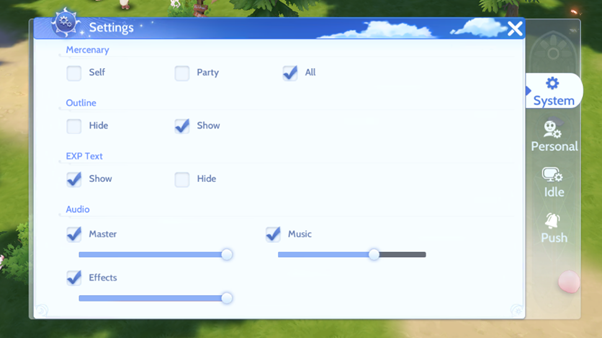 Settings
Mercenary
Self Party All
Outline
Hide Show
EXP Text
Show Hide
Audio
Master Music
Effects
System
Personal
Idle
Push